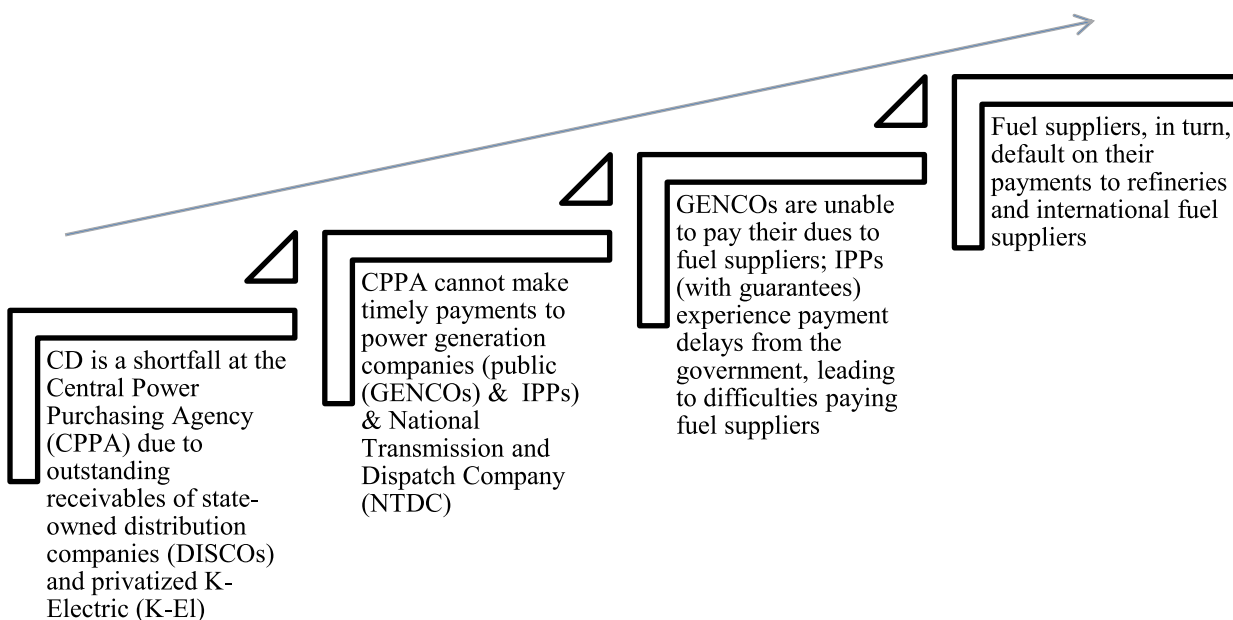 CD is a shortfall at the
Central Power
Purchasing Agency
(CPPA) due to
outstanding
receivables of state-
owned distribution
companies (DISCOs)
and privatized K-
Electric (K-El)
CPPA cannot make
timely payments to
power generation
companies (public
(GENCOs) & IPPs)
& National
Transmission and
Dispatch Company
(NTDC)
GENCOs are unable
to pay their dues to
fuel suppliers; IPPs
(with guarantees)
experience payment
delays from the
government, leading
to difficulties paying
fuel suppliers
Fuel suppliers, in turn,
default on their
payments to refineries
and international fuel
suppliers